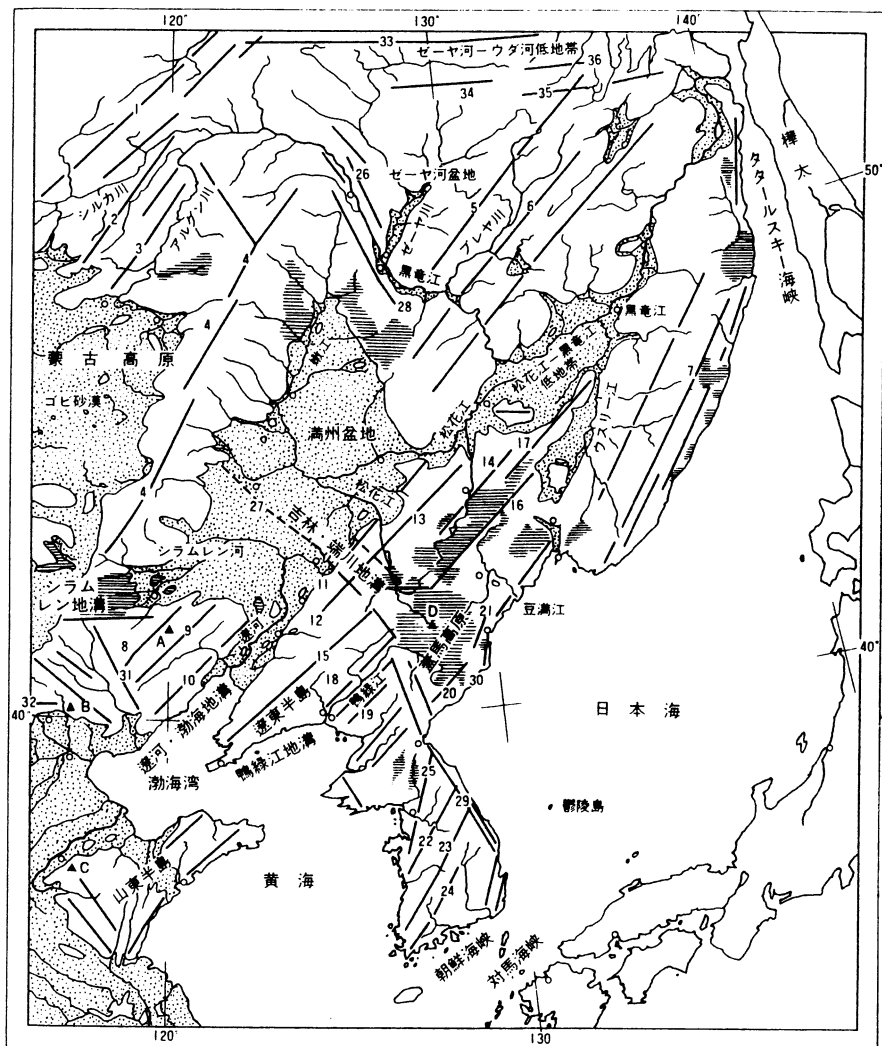 120° 130° 140°
33
ゼーヤ河ーウダ河低地帯
36
34
35
1
26
ゼーヤ河盆地
50°
樺太
タタールスキー海峡
シルカ川
2
3
アルグン川
4
ゼーヤ川
5
ブレヤ川
6
黒竜江
28
黒竜江
4
蒙古高原
嫩江
松花江ー黒竜江
低地帯
7
ゴビ砂漠
満州盆地
松花江
ウスリー江
17
14
4
松花江
27
吉林・瑞川地溝
13
16
シラムレン河
シラム
レン地溝
11
12
D
蓋馬高原
21
豆満江
遼河
8
A
9
15
40°
31
10
18
遼東半島
鴨緑江
20
30
32
40°
B
19
遼河・渤海地溝
鴨緑江地溝
日本海
渤海湾
25
29
鬱陵島
22
23
C
山東半島
黄海
24
朝鮮海峡
対馬海峡
120° 130